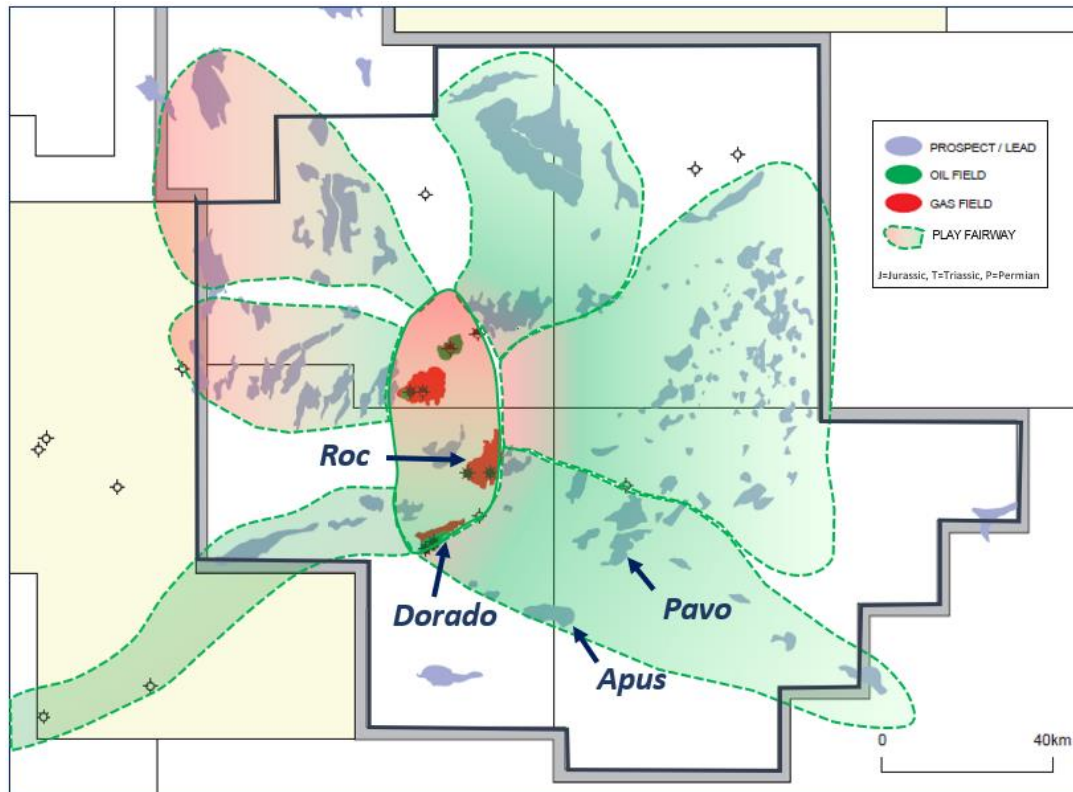 PROSPECT / LEAD
OIL FIELD
GAS FIELD
PLAY FAIRWAY
J=Jurassic, T=Triassic, P=Permian
Roc
Dorado
Pavo
Apus
0 40km